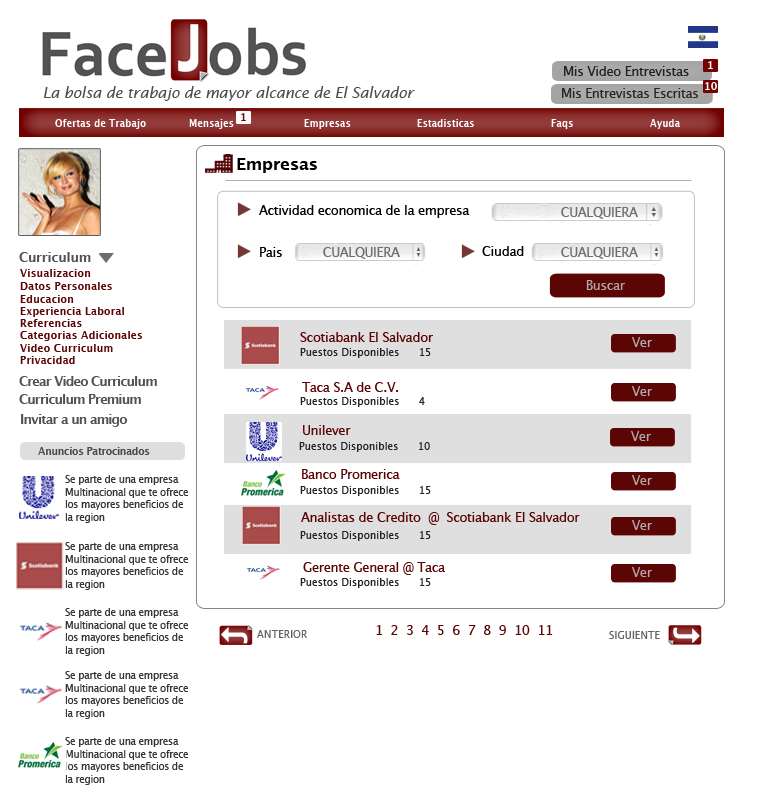 FaceJobs
La bolsa de trabajo de mayor alcance de El Salvador
Mis Video Entrevistas 1
Mis Entrevistas Escritas 10
Ofertas de Trabajo Mensajes 1 Empresas Estadisticas Faqs Ayuda
Curriculum
Visualizacion
Datos Personales
Educacion
Experiencia Laboral
Referencias
Categorias Adicionales
Video Curriculum
Privacidad
Crear Video Curriculum
Curriculum Premium
Invitar a un amigo
Anuncios Patrocinados
Unilever
Se parte de una empresa
Multinacional que te ofrece
los mayores beneficios de
la region
Scotiabank
Se parte de una empresa
Multinacional que te ofrece
los mayores beneficios de
la region
TACA
Se parte de una empresa
Multinacional que te ofrece
los mayores beneficios de
la region
TACA
Se parte de una empresa
Multinacional que te ofrece
los mayores beneficios de
la region
Banco
Promerica
Se parte de una empresa
Multinacional que te ofrece
los mayores beneficios de
la region
Empresas
Actividad economica de la empresa CUALQUIERA
Pais CUALQUIERA Ciudad CUALQUIERA
Buscar
Scotiabank
Scotiabank El Salvador
Puestos Disponibles 15
Ver
TACA
Taca S.A de C.V.
Puestos Disponibles 4
Ver
Unilever
Unilever
Puestos Disponibles 10
Ver
Banco
Promerica
Banco Promerica
Puestos Disponibles 15
Ver
Scotiabank
Analistas de Credito @ Scotiabank El Salvador
Puestos Disponibles 15
Ver
TACA
Gerente General @ Taca
Puestos Disponibles 15
Ver
ANTERIOR 1 2 3 4 5 6 7 8 9 10 11 SIGUIENTE